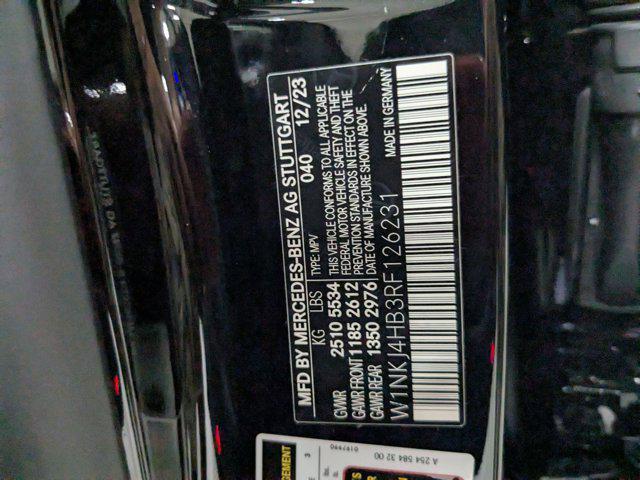 MFD BY MERCEDES-BENZ AG STUTTGART
040 12/23
KG LBS TYPE: MPV
GVWR 2510 5534 THIS VEHICLE CONFORMS TO ALL APPLICABLE
FEDERAL MOTOR VEHICLE SAFETY AND THEFT
GAWR FRONT 1185 2612 PREVENTION STANDARDS IN EFFECT ON THE
GAWR REAR 1350 2976 DATE OF MANUFACTURE SHOWN ABOVE.
MADE IN GERMANY
W1NKJ4HB3RF126231
A 254 584 32 00